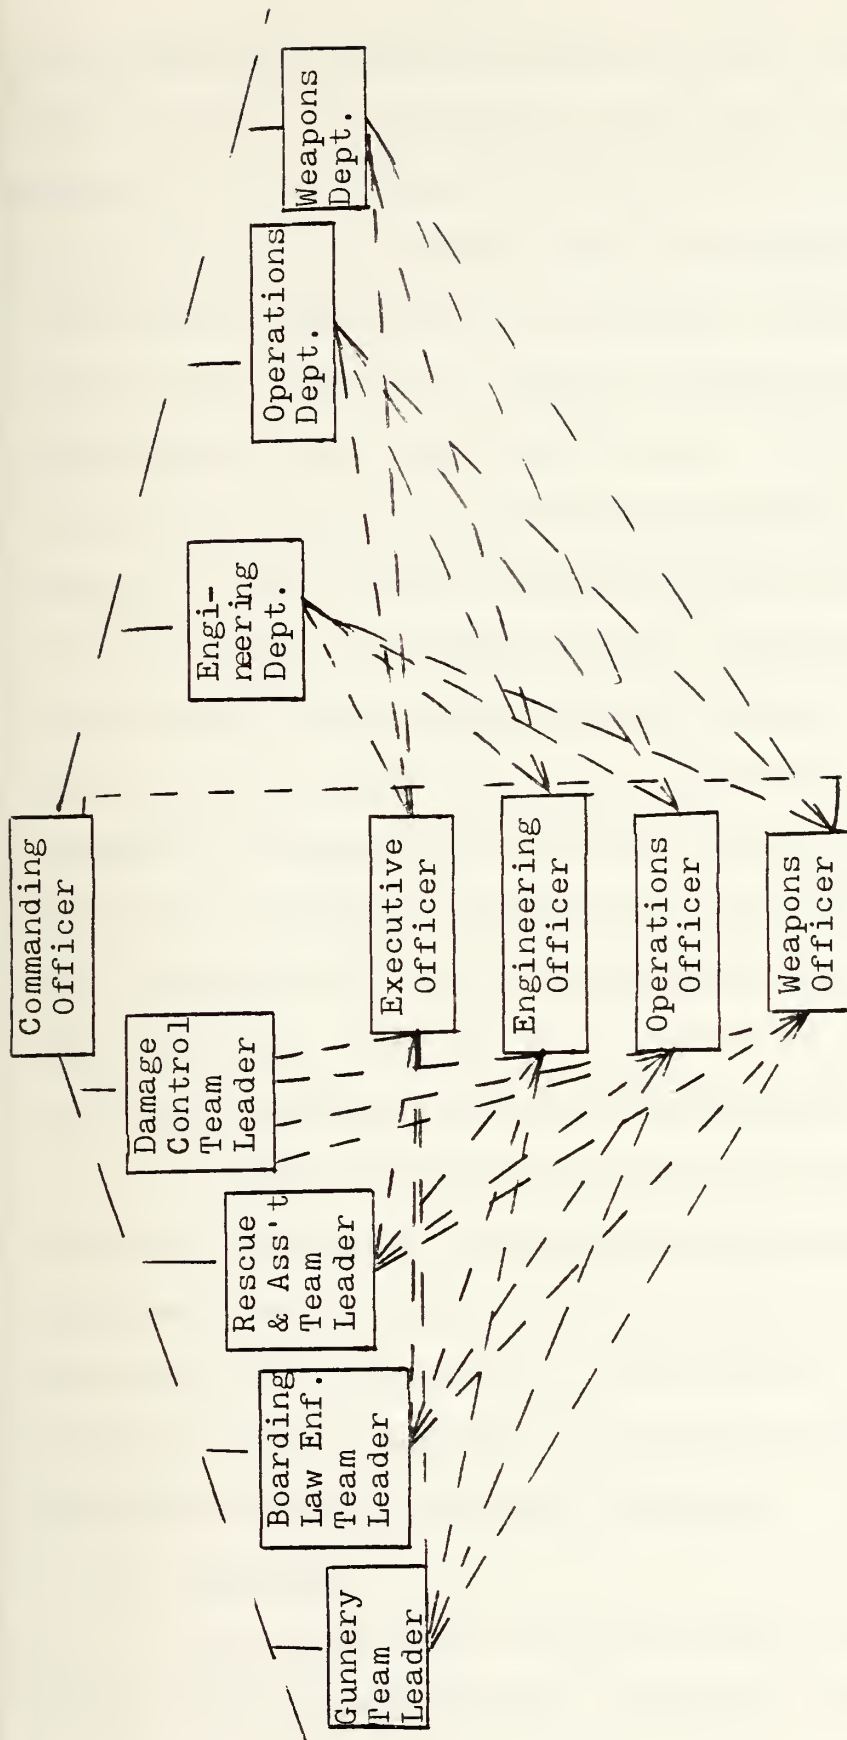 Commanding
Officer
Damage
Control
Team
Leader
Rescue
& Ass't
Team
Leader
Boarding
Law Enf.
Team
Leader
Gunnery
Team
Leader
Engi-
neering
Dept.
Operations
Dept.
Weapons
Dept.
Executive
Officer
Engineering
Officer
Operations
Officer
Weapons
Officer